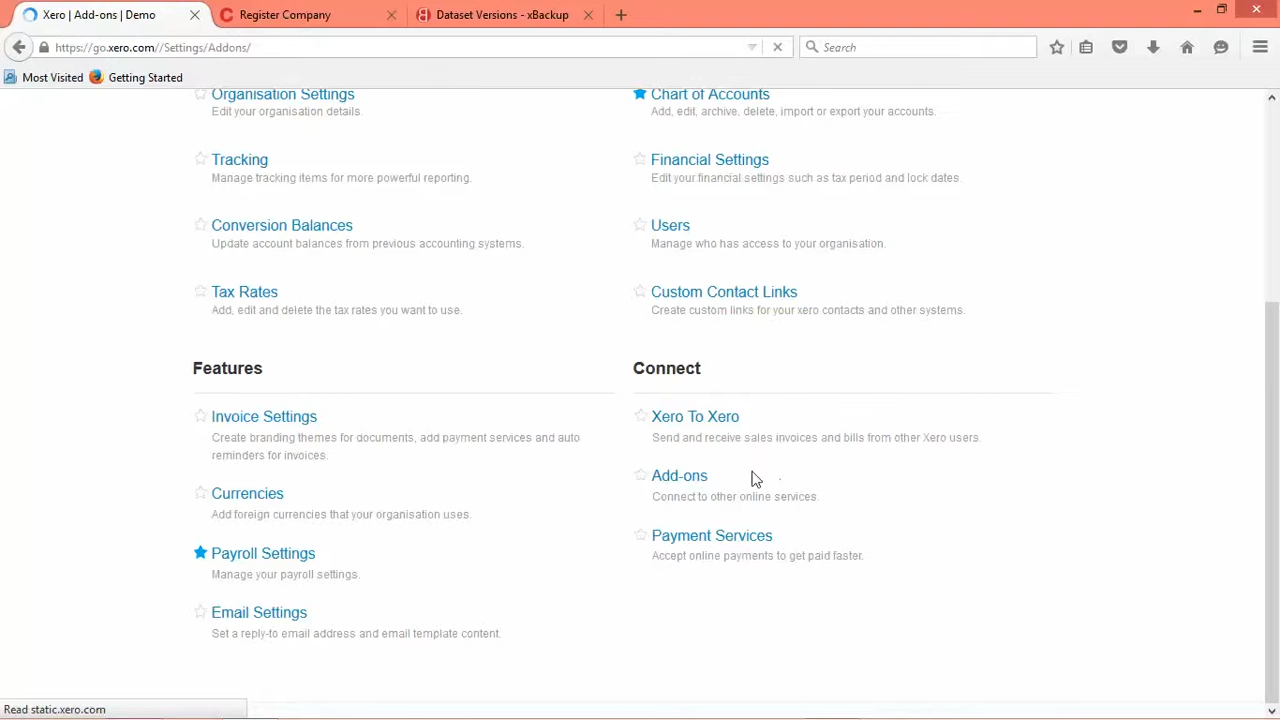 Xero | Add-ons | Demo
Register Company
Dataset Versions - xBackup
https://go.xero.com//Settings/Addons/
Search
Most Visited
Getting Started
Organisation Settings
Edit your organisation details.
Chart of Accounts
Add, edit, archive, delete, import or export your accounts.
Tracking
Manage tracking items for more powerful reporting.
Financial Settings
Edit your financial settings such as tax period and lock dates.
Conversion Balances
Update account balances from previous accounting systems.
Users
Manage who has access to your organisation.
Tax Rates
Add, edit and delete the tax rates you want to use.
Custom Contact Links
Create custom links for your xero contacts and other systems.
Features
Invoice Settings
Create branding themes for documents, add payment services and auto
reminders for invoices.
Currencies
Add foreign currencies that your organisation uses.
Payroll Settings
Manage your payroll settings.
Email Settings
Set a reply-to email address and email template content.
Connect
Xero To Xero
Send and receive sales invoices and bills from other Xero users.
Add-ons
Connect to other online services.
Payment Services
Accept online payments to get paid faster.
Read static.xero.com